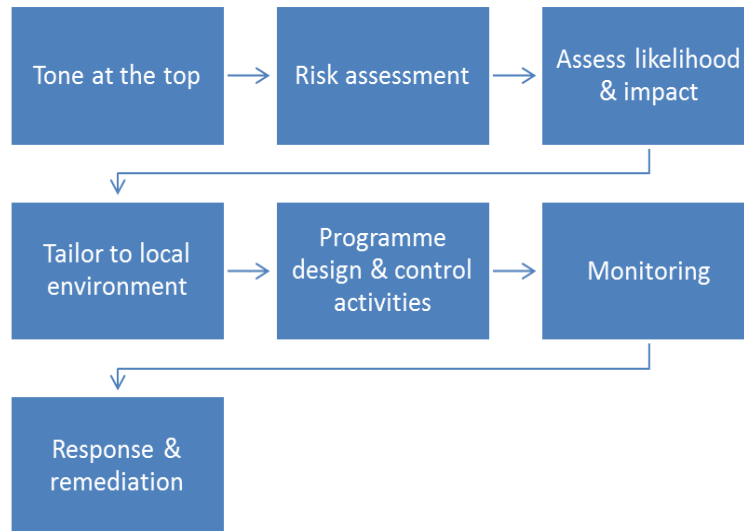 Tone at the top
Risk assessment
Assess likelihood
& impact
Tailor to local
environment
Programme
design & control
activities
Monitoring
Response &
remediation